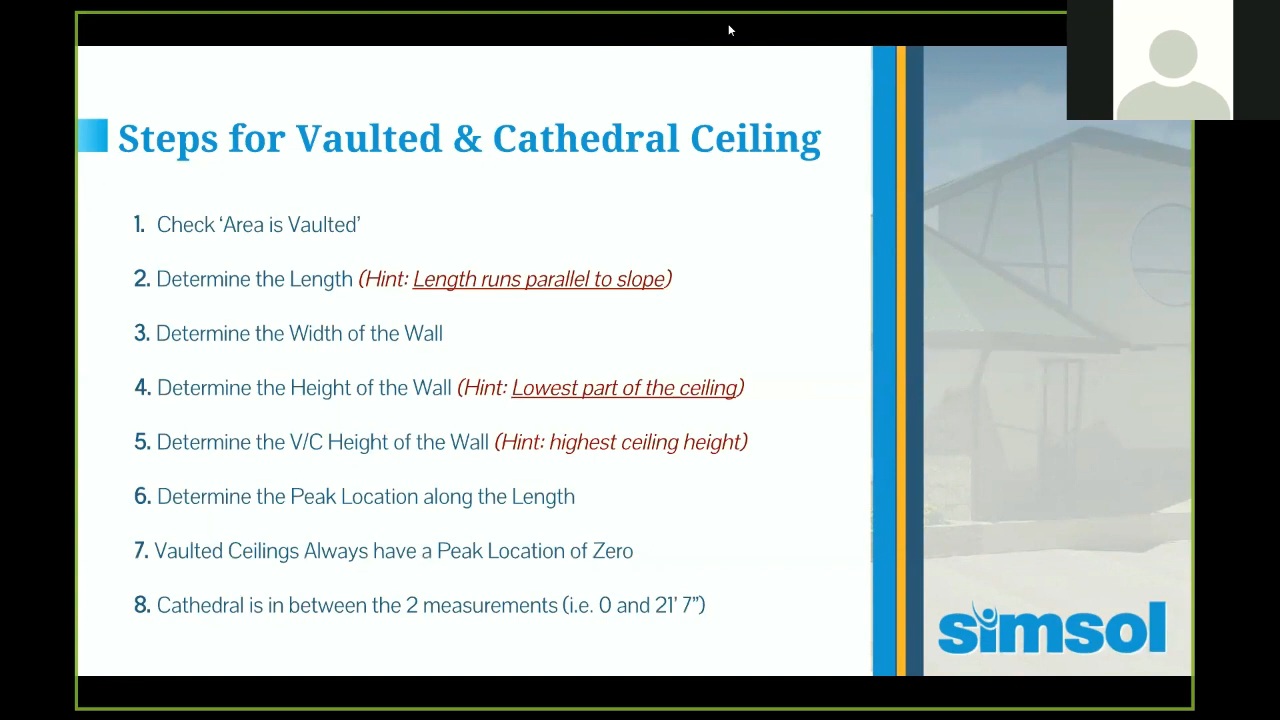 Steps for Vaulted & Cathedral Ceiling
1. Check ‘Area is Vaulted’
2. Determine the Length (Hint: Length runs parallel to slope)
3. Determine the Width of the Wall
4. Determine the Height of the Wall (Hint: Lowest part of the ceiling)
5. Determine the V/C Height of the Wall (Hint: highest ceiling height)
6. Determine the Peak Location along the Length
7. Vaulted Ceilings Always have a Peak Location of Zero
8. Cathedral is in between the 2 measurements (i.e. 0 and 21’ 7”)
simsol